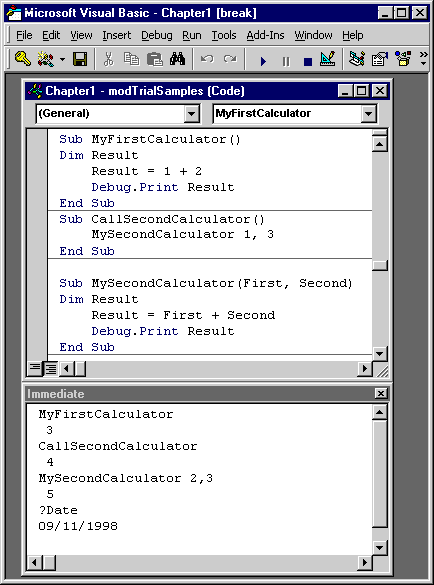 Microsoft Visual Basic - Chapter1 [break]
File Edit View Insert Debug Run Tools Add-Ins Window Help
Chapter1 - modTrialSamples (Code)
(General) MyFirstCalculator
Sub MyFirstCalculator()
Dim Result
Result = 1 + 2
Debug.Print Result
End Sub
Sub CallSecondCalculator()
MySecondCalculator 1, 3
End Sub
Sub MySecondCalculator(First, Second)
Dim Result
Result = First + Second
Debug.Print Result
End Sub
Immediate
MyFirstCalculator
3
CallSecondCalculator
4
MySecondCalculator 2,3
5
?Date
09/11/1998